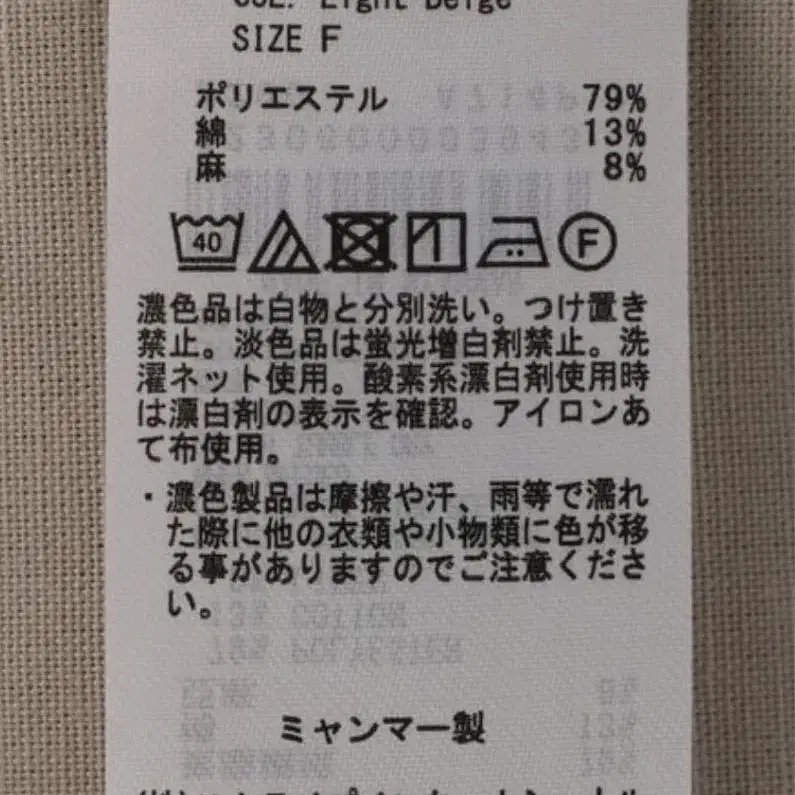 Light Beige
SIZE F
ポリエステル 79%
綿 13%
麻 8%
40 F
濃色品は白物と分別洗い。つけ置き
禁止。淡色品は蛍光増白剤禁止。洗
濯ネット使用。酸素系漂白剤使用時
は漂白剤の表示を確認。アイロンあ
て布使用。
・濃色製品は摩擦や汗、雨等で濡れ
た際に他の衣類や小物類に色が移
る事がありますのでご注意くださ
い。
ミャンマー製